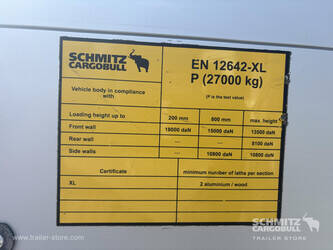 SCHMITZ
CARGOBULL
EN 12642-XL
P (27000 kg)
Vehicle body in compliance
with
(P is the test value)
Loading height up to 200 mm 800 mm max. height
Front wall 18000 daN 15000 daN 13500 daN
Rear wall — — 8100 daN
Side walls — 10800 daN 10800 daN
Certificate minimum number of laths per section
XL 2 aluminium / wood
www.trailer-store.com
SCHMITZ
CARGOBULL
TRAILER STORE